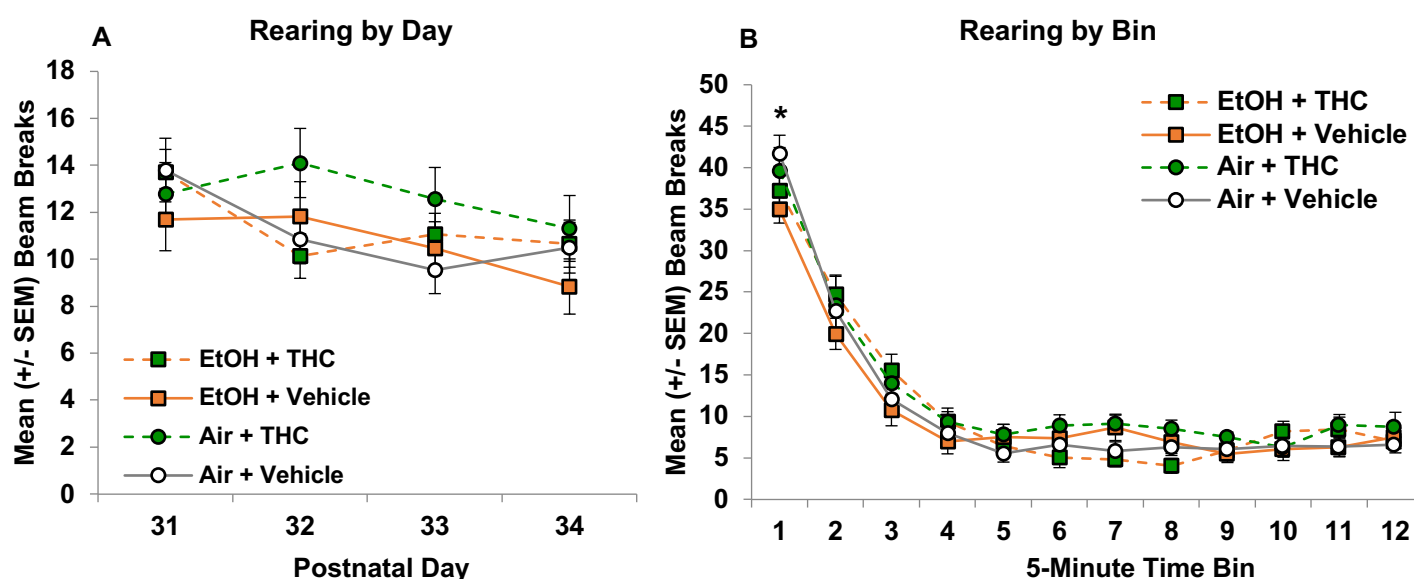 A
Rearing by Day
Mean (+/- SEM) Beam Breaks
18
16
14
12
10
8
6
4
2
0
EtOH + THC
EtOH + Vehicle
Air + THC
Air + Vehicle
31 32 33 34
Postnatal Day
B
Rearing by Bin
Mean (+/- SEM) Beam Breaks
50
45
40
35
30
25
20
15
10
5
0
*
EtOH + THC
EtOH + Vehicle
Air + THC
Air + Vehicle
1 2 3 4 5 6 7 8 9 10 11 12
5-Minute Time Bin